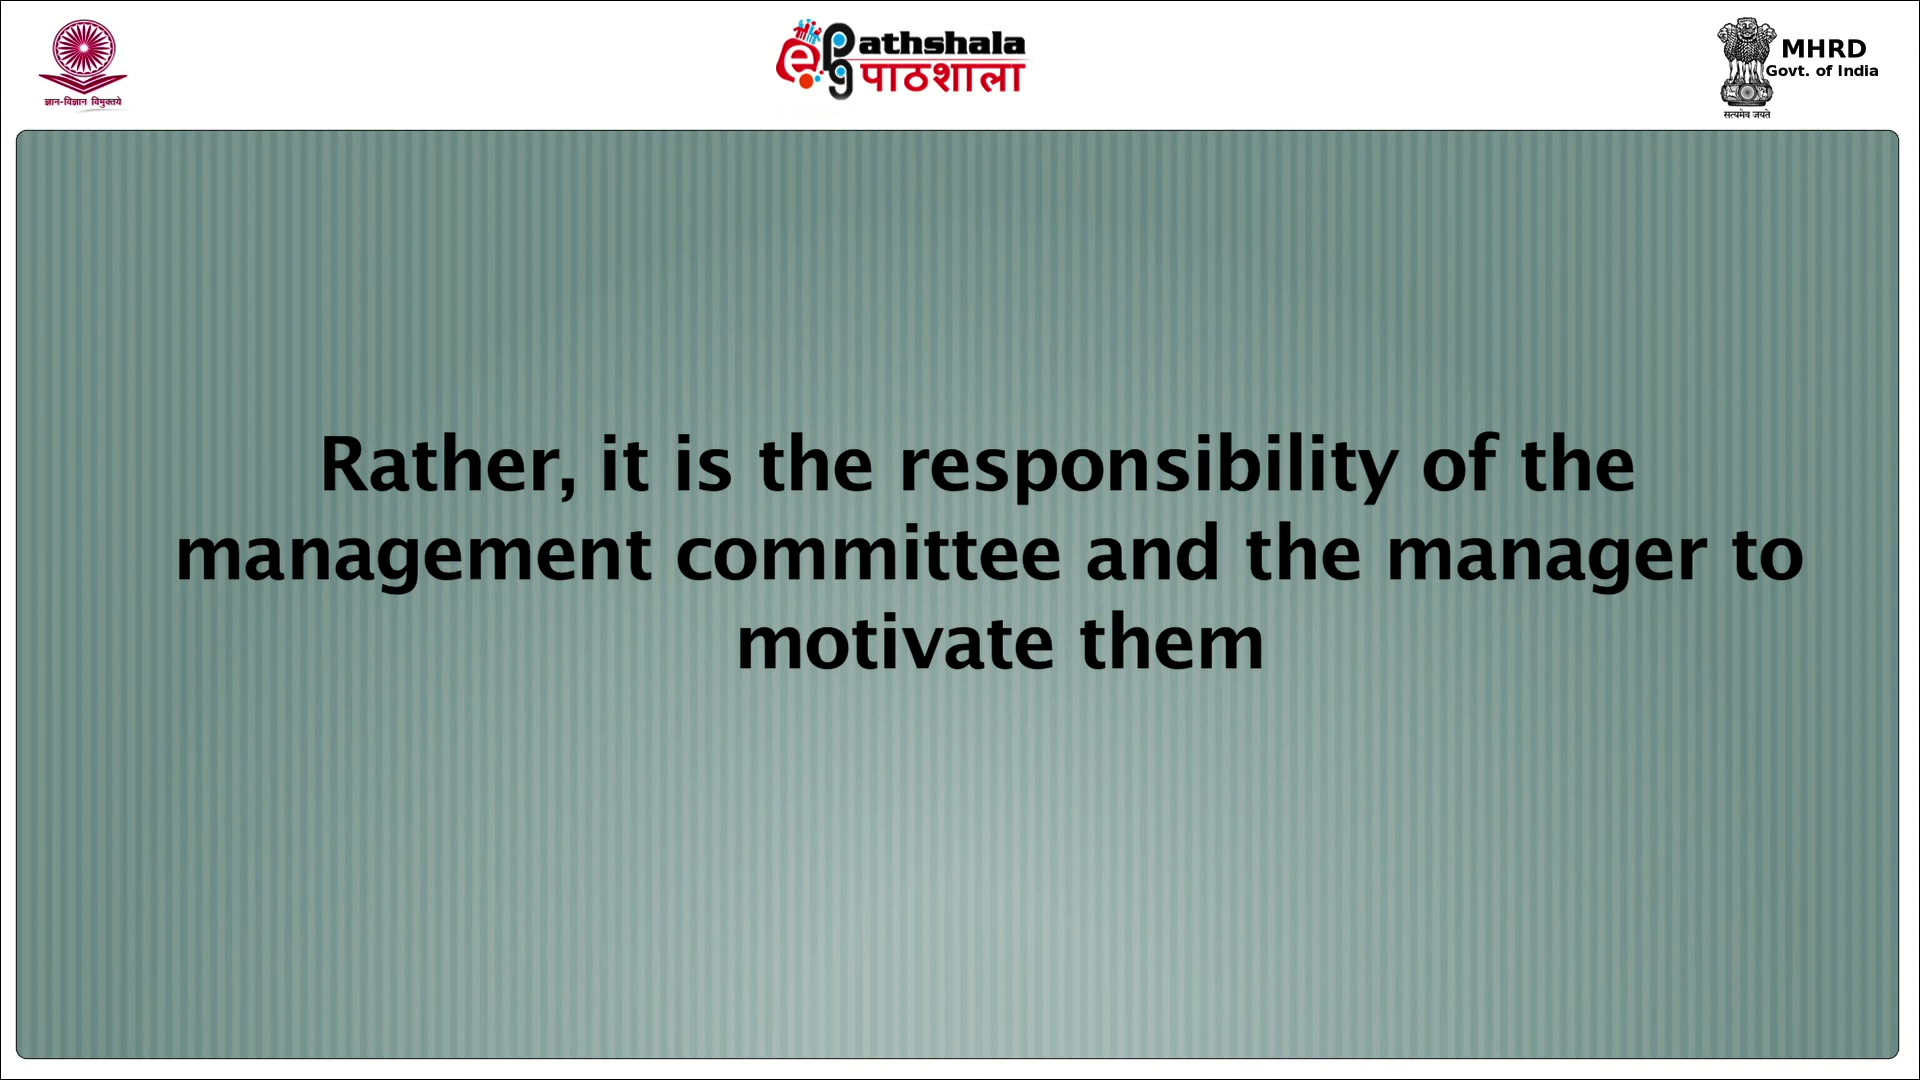 ज्ञान-विज्ञान विमुक्तये
ePG athshala
पाठशाला
MHRD
Govt. of India
सत्यमेव जयते
Rather, it is the responsibility of the
management committee and the manager to
motivate them